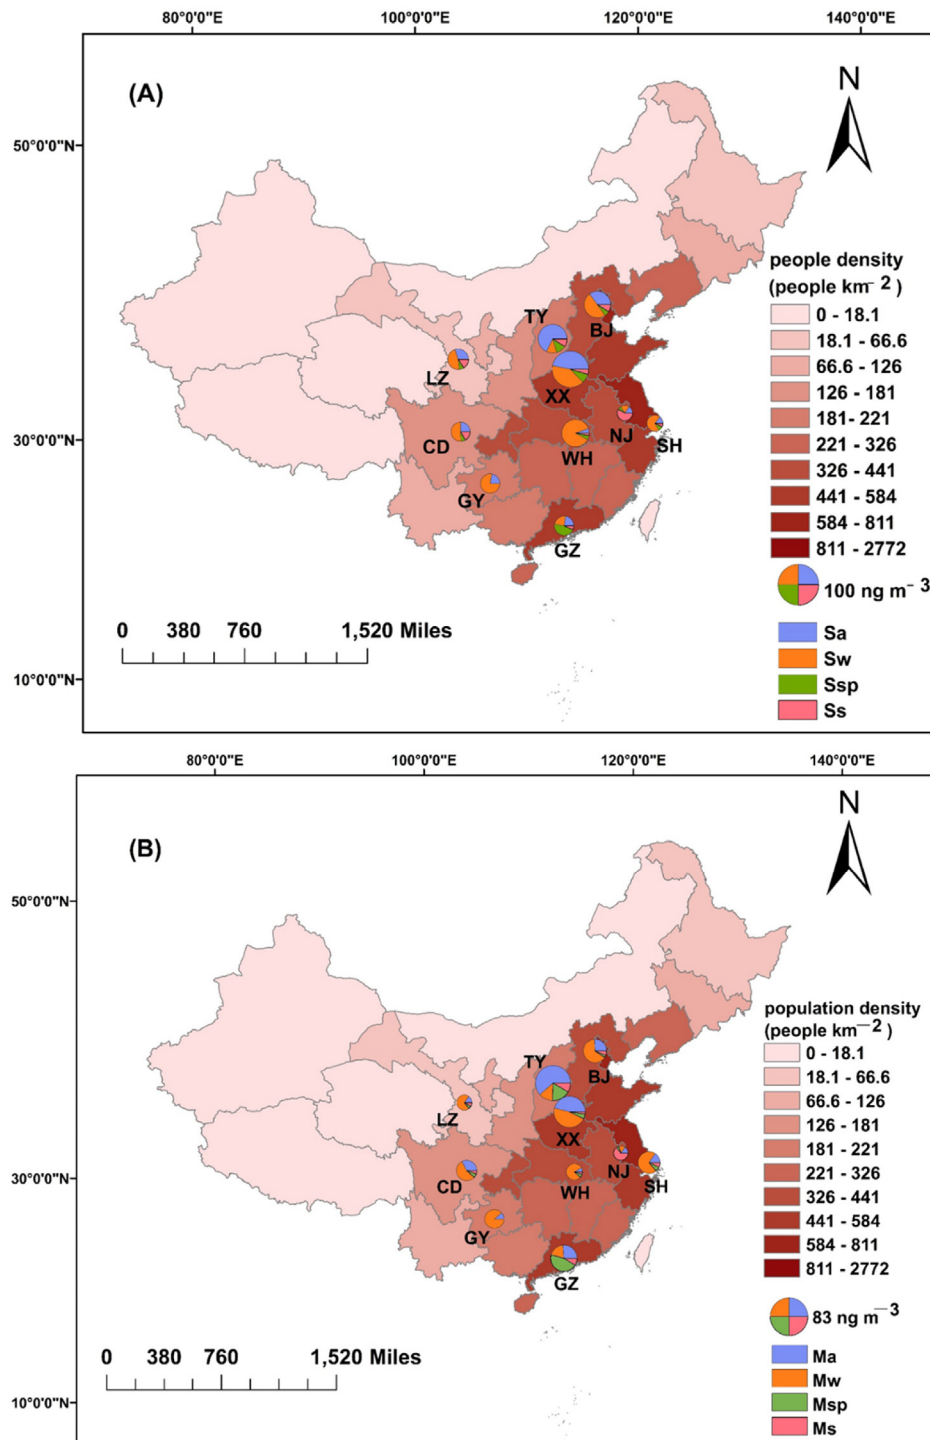 80°0'0"E 100°0'0"E 120°0'0"E 140°0'0"E
(A)
N
50°0'0"N
people density
(people km⁻²)
0 - 18.1
18.1 - 66.6
66.6 - 126
126 - 181
181- 221
221 - 326
326 - 441
441 - 584
584 - 811
811 - 2772
TY
BJ
LZ
XX
30°0'0"N
CD
NJ
SH
WH
GY
GZ
100 ng m⁻³
0 380 760 1,520 Miles
Sa
Sw
Ssp
Ss
10°0'0"N
80°0'0"E 100°0'0"E 120°0'0"E 140°0'0"E
(B)
N
50°0'0"N
population density
(people km⁻²)
0 - 18.1
18.1 - 66.6
66.6 - 126
126 - 181
181 - 221
221 - 326
326 - 441
441 - 584
584 - 811
811 - 2772
TY
BJ
LZ
XX
30°0'0"N
CD
WH
NJ
SH
GY
GZ
83 ng m⁻³
0 380 760 1,520 Miles
Ma
Mw
Msp
Ms
10°0'0"N